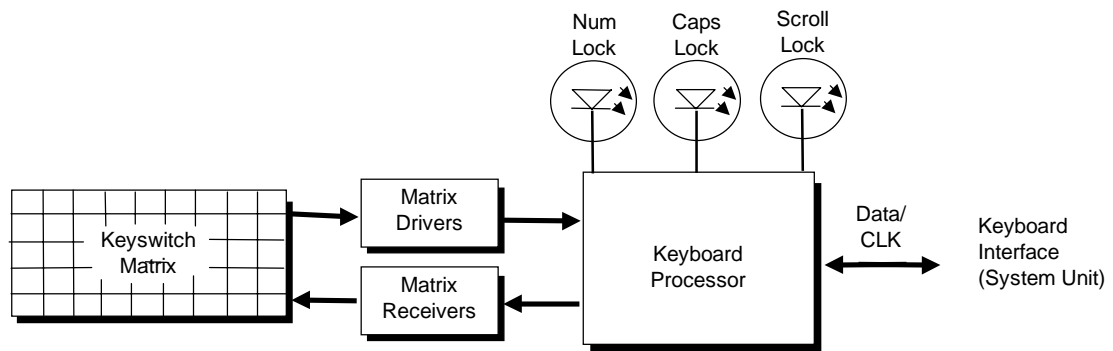 Num
Lock
Caps
Lock
Scroll
Lock
Keyswitch
Matrix
Matrix
Drivers
Matrix
Receivers
Keyboard
Processor
Data/
CLK
Keyboard
Interface
(System Unit)